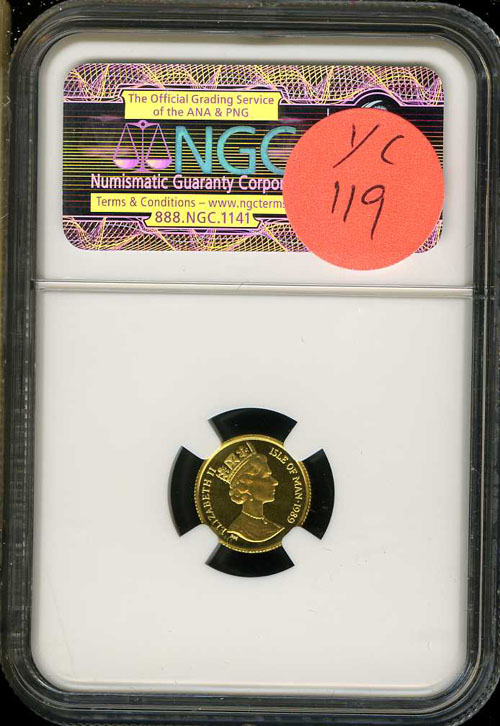 The Official Grading Service
of the ANA & PNG
NGC
Numismatic Guaranty Corpor
Terms & Conditions – www.ngcterms
888.NGC.1141
Y/C
119
ELIZABETH II
ISLE OF MAN·1989